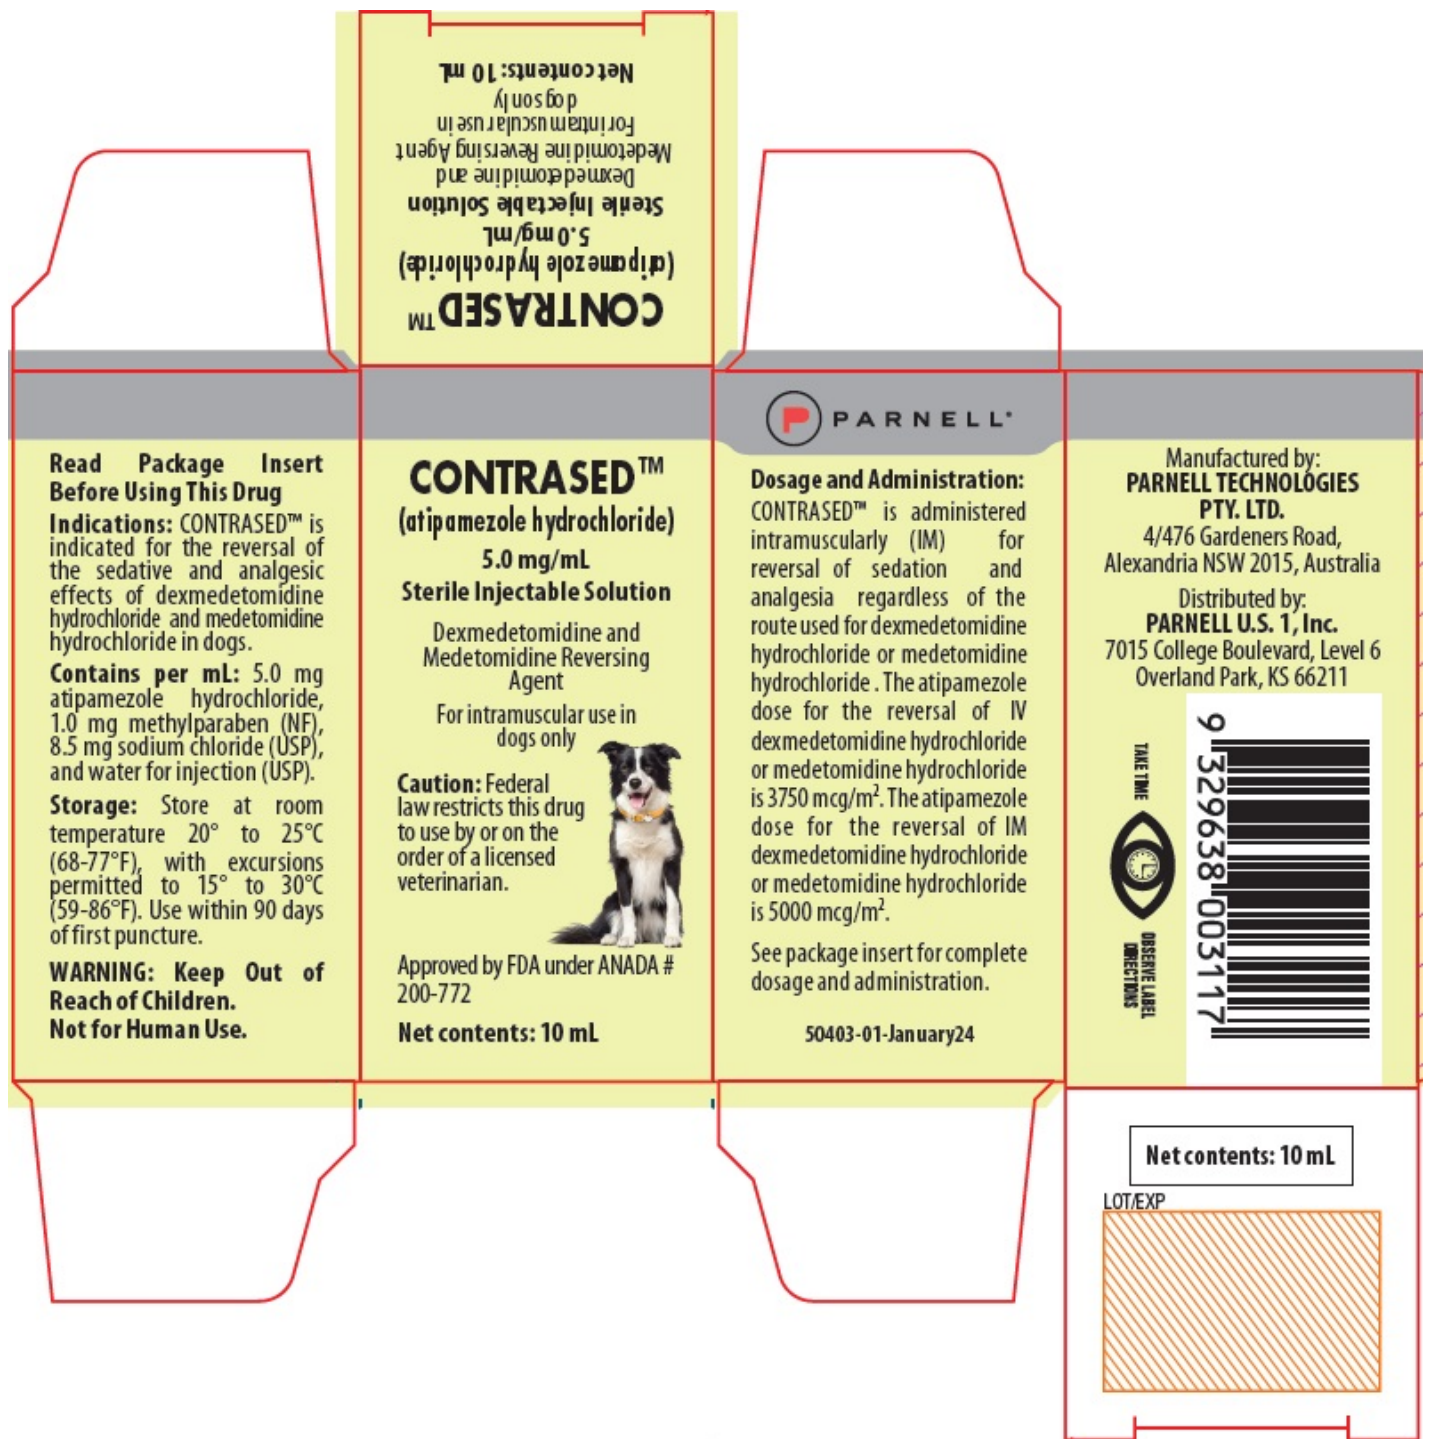 CONTRASED™
(atipamezole hydrochloride)
5.0 mg/mL
Sterile Injectable Solution
Dexmedetomidine and
Medetomidine Reversing Agent
For intramuscular use in
dogs only
Net contents: 10 mL
Read Package Insert
Before Using This Drug
Indications: CONTRASED™ is
indicated for the reversal of
the sedative and analgesic
effects of dexmedetomidine
hydrochloride and medetomidine
hydrochloride in dogs.
Contains per mL: 5.0 mg
atipamezole hydrochloride,
1.0 mg methylparaben (NF),
8.5 mg sodium chloride (USP),
and water for injection (USP).
Storage: Store at room
temperature 20° to 25°C
(68-77°F), with excursions
permitted to 15° to 30°C
(59-86°F). Use within 90 days
of first puncture.
WARNING: Keep Out of
Reach of Children.
Not for Human Use.
CONTRASED™
(atipamezole hydrochloride)
5.0 mg/mL
Sterile Injectable Solution
Dexmedetomidine and
Medetomidine Reversing
Agent
For intramuscular use in
dogs only
Caution: Federal
law restricts this drug
to use by or on the
order of a licensed
veterinarian.
Approved by FDA under ANADA #
200-772
Net contents: 10 mL
P PARNELL®
Dosage and Administration:
CONTRASED™ is administered
intramuscularly (IM) for
reversal of sedation and
analgesia regardless of the
route used for dexmedetomidine
hydrochloride or medetomidine
hydrochloride . The atipamezole
dose for the reversal of IV
dexmedetomidine hydrochloride
or medetomidine hydrochloride
is 3750 mcg/m². The atipamezole
dose for the reversal of IM
dexmedetomidine hydrochloride
or medetomidine hydrochloride
is 5000 mcg/m².
See package insert for complete
dosage and administration.
50403-01-January24
Manufactured by:
PARNELL TECHNOLOGIES
PTY. LTD.
4/476 Gardeners Road,
Alexandria NSW 2015, Australia
Distributed by:
PARNELL U.S. 1, Inc.
7015 College Boulevard, Level 6
Overland Park, KS 66211
TAKE TIME
OBSERVE LABEL
DIRECTIONS
9 329638 003117
Net contents: 10 mL
LOT/EXP